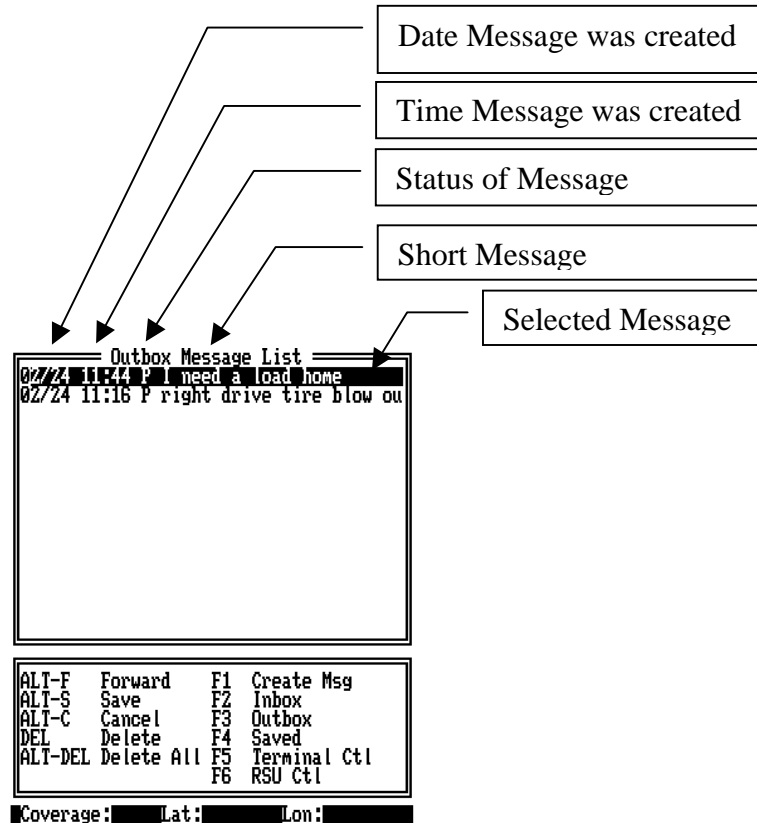 Date Message was created
Time Message was created
Status of Message
Short Message
Selected Message
Outbox Message List
02/24 11:44 P I need a load home
02/24 11:16 P right drive tire blow ou
ALT-F Forward F1 Create Msg
ALT-S Save F2 Inbox
ALT-C Cancel F3 Outbox
DEL Delete F4 Saved
ALT-DEL Delete All F5 Terminal Ctl
F6 RSU Ctl
Coverage: Lat: Lon: